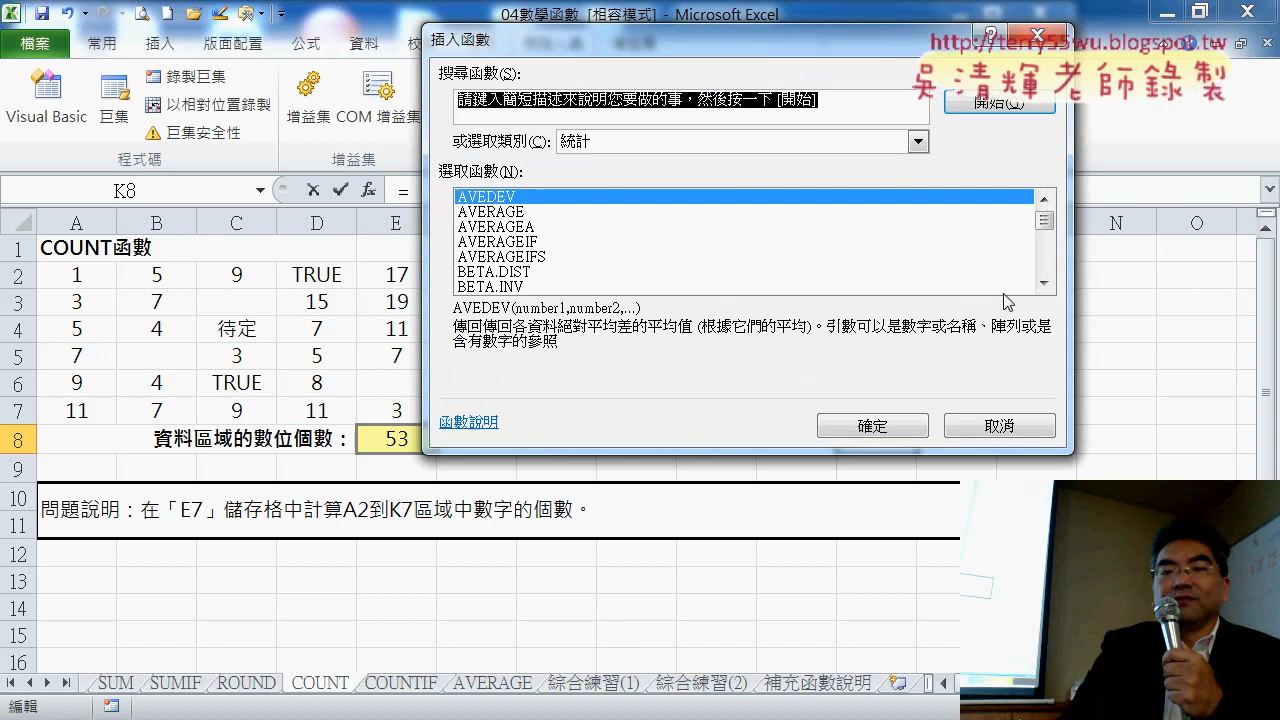 04數學函數 [相容模式] - Microsoft Excel
檔案 常用 插入 版面配置 公式 資料
Visual Basic 巨集 錄製巨集 以相對位置錄製 巨集安全性
增益集 COM 增益集
程式碼 增益集
http://terry55wu.blogspot.tw
吳清輝老師錄製
插入函數
搜尋函數(S):
請鍵入簡短描述來說明您要做的事，然後按一下 [開始]
開始(G)
或選取類別(C): 統計
選取函數(N):
AVEDEV
AVERAGE
AVERAGEA
AVERAGEIF
AVERAGEIFS
BETA.DIST
BETA.INV
AVEDEV(number1,number2,...)
傳回傳回各資料絕對平均差的平均值 (根據它們的平均)。引數可以是數字或名稱、陣列或是
含有數字的參照
函數說明 確定 取消
K8 fx =
A B C D E N O
1 COUNT函數
2 1 5 9 TRUE 17
3 3 7 15 19
4 5 4 待定 7 11
5 7 3 5 7
6 9 4 TRUE 8
7 11 7 9 11 3
8 資料區域的數位個數： 53
9
10
問題說明：在「E7」儲存格中計算A2到K7區域中數字的個數。
11
12
13
14
15
16
SUM SUMIF ROUND COUNT COUNTIF AVERAGE 綜合練習(1) 綜合練習(2) 補充函數說明
編輯